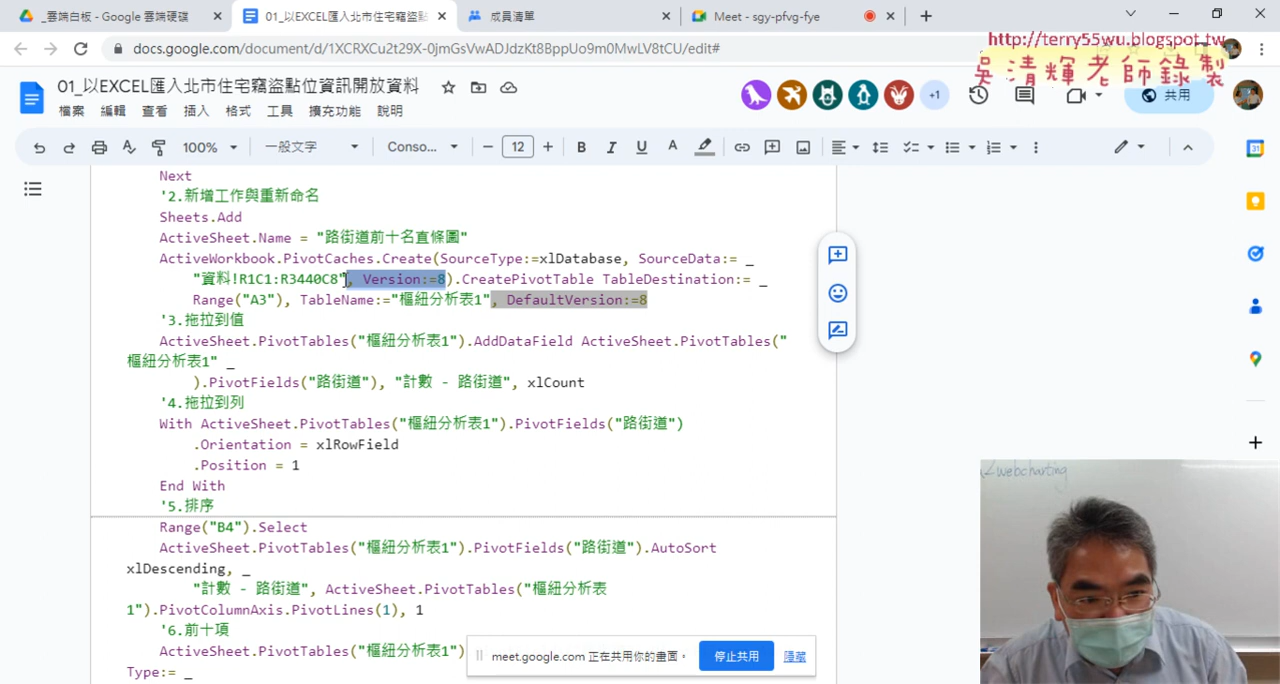 _雲端白板 - Google 雲端硬碟
01_以EXCEL匯入北市住宅竊盜點
成員清單
Meet - sgy-pfvg-fye
docs.google.com/document/d/1XCRXCu2t29X-0jmGsVwADJdzKt8BppUo9m0MwLV8tCU/edit#
http://terry55wu.blogspot.tw
吳清輝老師錄製
01_以EXCEL匯入北市住宅竊盜點位資訊開放資料
檔案 編輯 查看 插入 格式 工具 擴充功能 說明
+1
共用
100% 一般文字 Conso... 12 B I U A
31
Next
'2.新增工作與重新命名
Sheets.Add
ActiveSheet.Name = "路街道前十名直條圖"
ActiveWorkbook.PivotCaches.Create(SourceType:=xlDatabase, SourceData:= _
"資料!R1C1:R3440C8", Version:=8).CreatePivotTable TableDestination:= _
Range("A3"), TableName:="樞紐分析表1", DefaultVersion:=8
'3.拖拉到值
ActiveSheet.PivotTables("樞紐分析表1").AddDataField ActiveSheet.PivotTables("
樞紐分析表1" _
).PivotFields("路街道"), "計數 - 路街道", xlCount
'4.拖拉到列
With ActiveSheet.PivotTables("樞紐分析表1").PivotFields("路街道")
.Orientation = xlRowField
.Position = 1
End With
'5.排序
Range("B4").Select
ActiveSheet.PivotTables("樞紐分析表1").PivotFields("路街道").AutoSort
xlDescending, _
"計數 - 路街道", ActiveSheet.PivotTables("樞紐分析表
1").PivotColumnAxis.PivotLines(1), 1
'6.前十項
ActiveSheet.PivotTables("樞紐分析表1")
Type:= _
meet.google.com 正在共用你的畫面。
停止共用
隱藏
webcharting